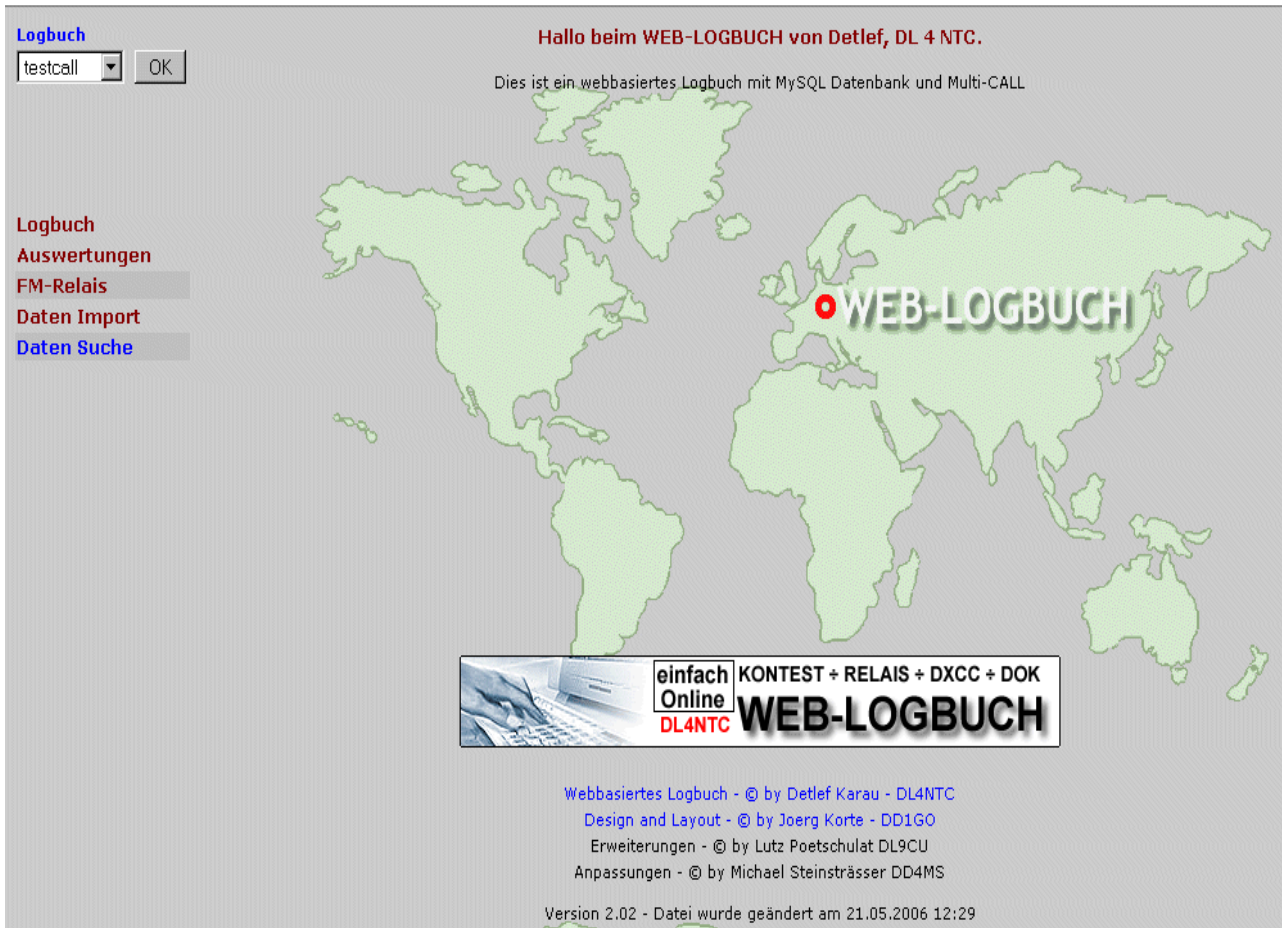 Logbuch
testcall OK
Hallo beim WEB-LOGBUCH von Detlef, DL 4 NTC.
Dies ist ein webbasiertes Logbuch mit MySQL Datenbank und Multi-CALL
Logbuch
Auswertungen
FM-Relais
Daten Import
Daten Suche
WEB-LOGBUCH
einfach
Online
DL4NTC
KONTEST ÷ RELAIS ÷ DXCC ÷ DOK
WEB-LOGBUCH
Webbasiertes Logbuch - © by Detlef Karau - DL4NTC
Design and Layout - © by Joerg Korte - DD1GO
Erweiterungen - © by Lutz Poetschulat DL9CU
Anpassungen - © by Michael Steinsträsser DD4MS
Version 2.02 - Datei wurde geändert am 21.05.2006 12:29